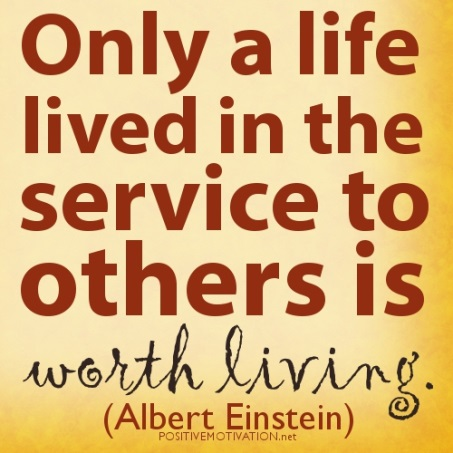 Only a life
lived in the
service to
others is
worth living.
(Albert Einstein)
POSITIVEMOTIVATION.net